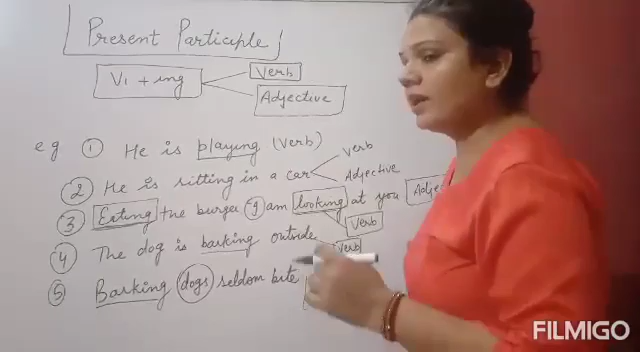 Present Participle
V1 + ing
Verb
Adjective
eg ① He is playing (verb)
② He is sitting in a car
verb
Adjective
③ Eating the burger I am looking at you
Verb
④ The dog is barking outside
Verb
⑤ Barking dogs seldom bite
FILMIGO